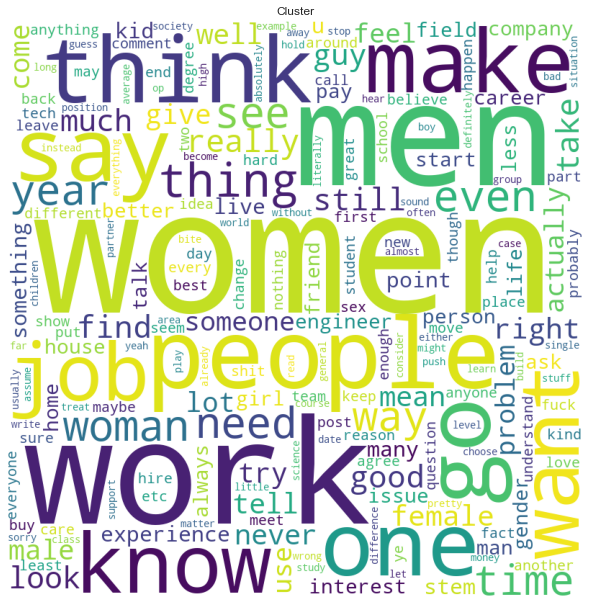 Cluster
anything kid comment may end degree op well u guy around call pay feel field company hold away stop happen example society guess
come long back tech leave position high average absolutely hear believe career bad situation
think men make
say much give see really two hard idea great literally boy school start definitely less part take
instead become everything thing still sound often group though even
year different better live first without almost case probably
women
something children partner bite world day every best talk change nothing friend student new point help place life actually
show put area seem find someone engineer sex enough person move either right
far yeah house already play shit read general might push consider learn build single
job people want
usually assume home maybe girl team keep course mean anyone problem ask stuff fuck kind
write treat sure woman need lot way post reason level choose understand love
work go
everyone hire etc always try science date good many agree question issue gender
support little tell meet difference pretty female fact man another
sorry buy care class matter never
male least experience use wrong study ye let money stem time
look know one interest